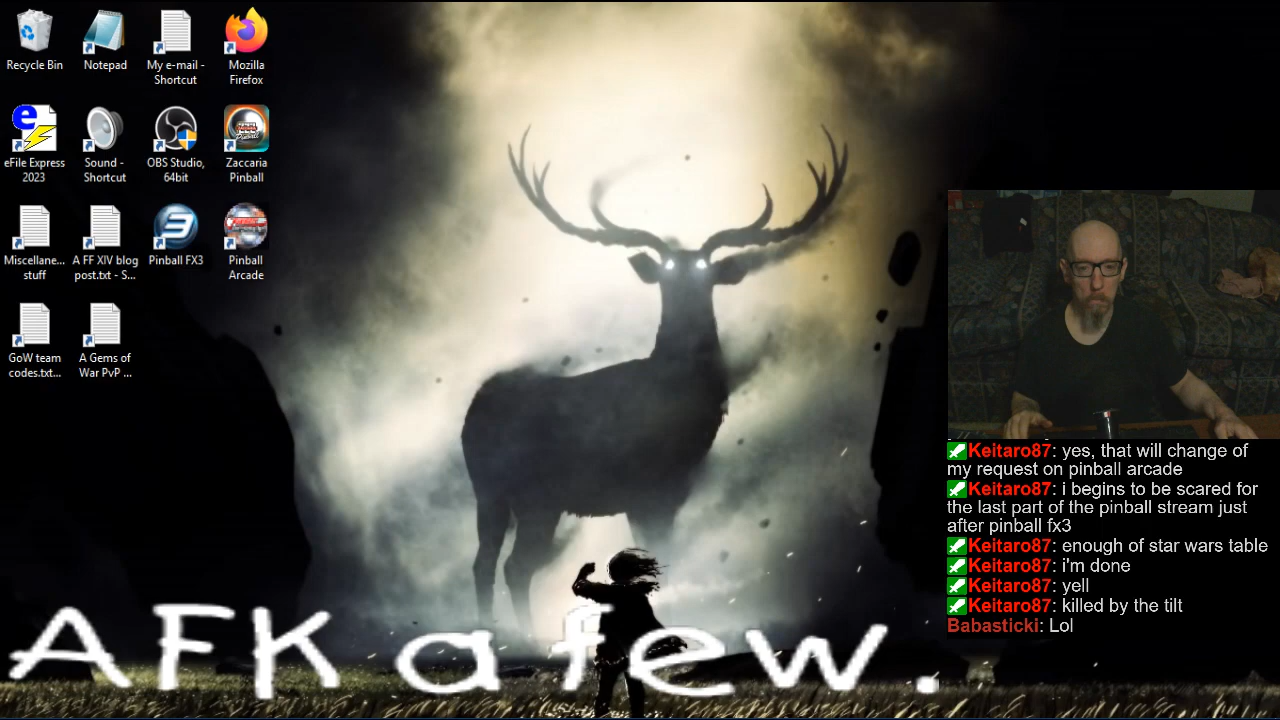 Recycle Bin
Notepad
My e-mail -
Shortcut
Mozilla
Firefox
eFile Express
2023
Sound -
Shortcut
OBS Studio,
64bit
Zaccaria
Pinball
Miscellane...
stuff
A FF XIV blog
post.txt - S...
Pinball FX3
Pinball
Arcade
GoW team
codes.txt...
A Gems of
War PvP ...
AFK a few.
Keitaro87: yes, that will change of
my request on pinball arcade
Keitaro87: i begins to be scared for
the last part of the pinball stream just
after pinball fx3
Keitaro87: enough of star wars table
Keitaro87: i'm done
Keitaro87: yell
Keitaro87: killed by the tilt
Babasticki: Lol